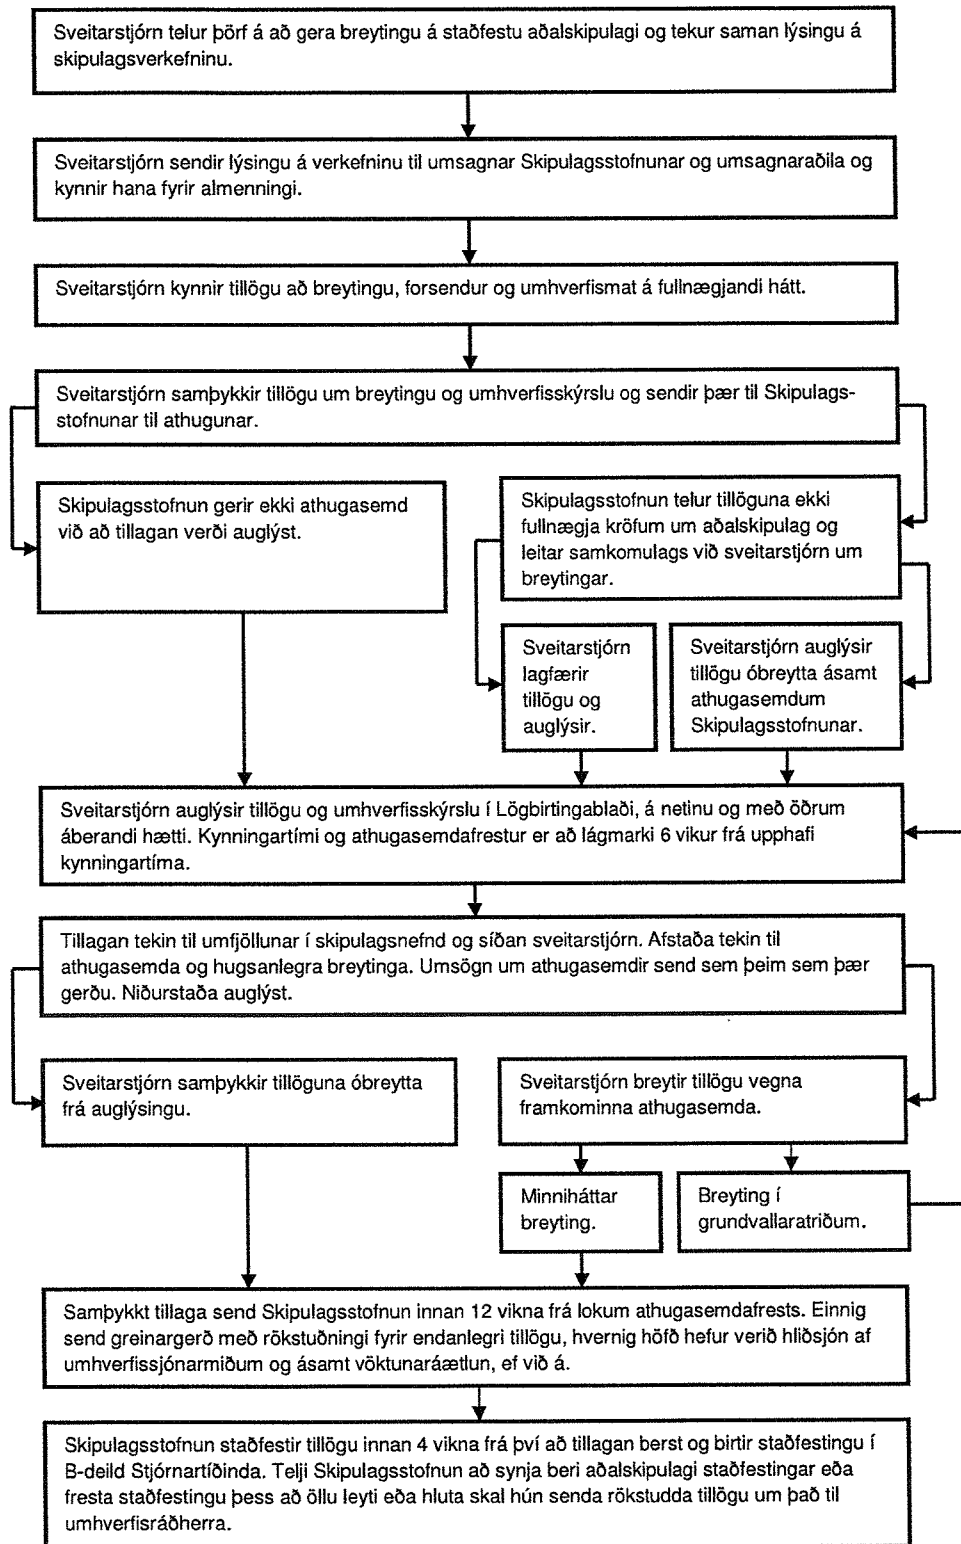 Sveitarstjórn telur þörf á að gera breytingu á staðfestu aðalskipulagi og tekur saman lýsingu á
skipulagsverkefninu.
Sveitarstjórn sendir lýsingu á verkefninu til umsagnar Skipulagsstofnunar og umsagnaraðila og
kynnir hana fyrir almenningi.
Sveitarstjórn kynnir tillögu að breytingu, forsendur og umhverfismat á fullnægjandi hátt.
Sveitarstjórn samþykkir tillögu um breytingu og umhverfisskýrslu og sendir þær til Skipulags-
stofnunar til athugunar.
Skipulagsstofnun gerir ekki athugasemd
við að tillagan verði auglýst.
Skipulagsstofnun telur tillöguna ekki
fullnægja kröfum um aðalskipulag og
leitar samkomulags við sveitarstjórn um
breytingar.
Sveitarstjórn
lagfærir
tillögu og
auglýsir.
Sveitarstjórn auglýsir
tillögu óbreytta ásamt
athugasemdum
Skipulagsstofnunar.
Sveitarstjórn auglýsir tillögu og umhverfisskýrslu í Lögbirtingablaði, á netinu og með öðrum
áberandi hætti. Kynningartími og athugasemdafrestur er að lágmarki 6 vikur frá upphafi
kynningartíma.
Tillagan tekin til umfjöllunar í skipulagsnefnd og síðan sveitarstjórn. Afstaða tekin til
athugasemda og hugsanlegra breytinga. Umsögn um athugasemdir send sem þeim sem þær
gerðu. Niðurstaða auglýst.
Sveitarstjórn samþykkir tillöguna óbreytta
frá auglýsingu.
Sveitarstjórn breytir tillögu vegna
framkominna athugasemda.
Minniháttar
breyting.
Breyting í
grundvallaratriðum.
Samþykkt tillaga send Skipulagsstofnun innan 12 vikna frá lokum athugasemdafrests. Einnig
send greinargerð með rökstuðningi fyrir endanlegri tillögu, hvernig höfð hefur verið hliðsjón af
umhverfissjónarmiðum og ásamt vöktunaráætlun, ef við á.
Skipulagsstofnun staðfestir tillögu innan 4 vikna frá því að tillagan berst og birtir staðfestingu í
B-deild Stjórnartíðinda. Telji Skipulagsstofnun að synja beri aðalskipulagi staðfestingar eða
fresta staðfestingu þess að öllu leyti eða hluta skal hún senda rökstudda tillögu um það til
umhverfisráðherra.